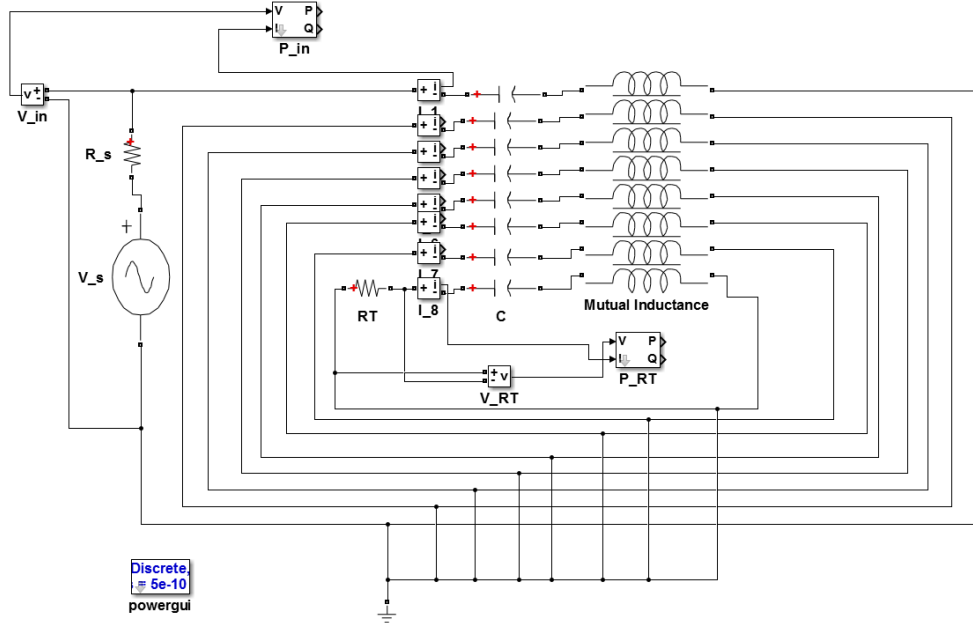 V P
I Q
P_in
v + -
V_in
+ i -
I_1
+ i -
R_s
+ i -
+ i -
+
V_s
+ i -
+ i -
+ i -
I_7
+ i -
RT
I_8
C
Mutual Inductance
V P
I Q
P_RT
+ - v
V_RT
Discrete,
= 5e-10
powergui